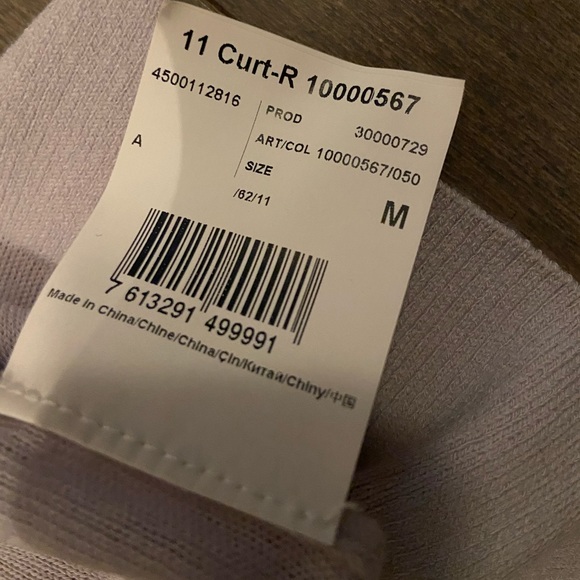 11 Curt-R 10000567
4500112816
PROD 30000729
ART/COL 10000567/050
A
SIZE
/62/11
M
7 613291 499991
Made in China/Chine/China/Çin/Китай/Chiny/中国